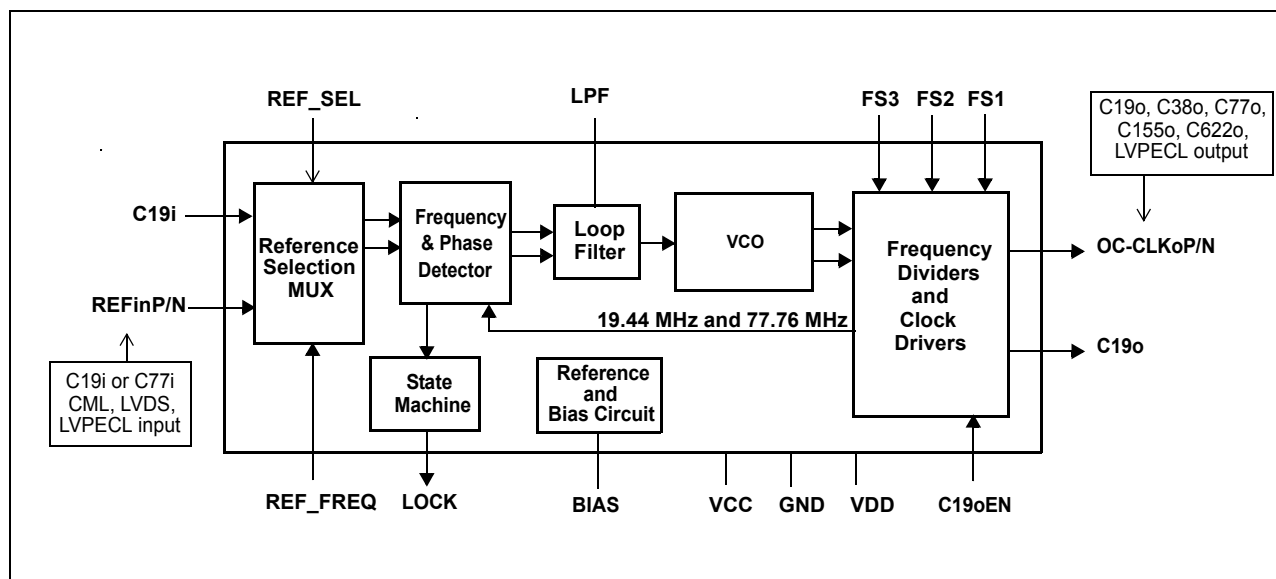 REF_SEL
LPF
FS3
FS2
FS1
C19o, C38o, C77o,
C155o, C622o,
LVPECL output
C19i
REFinP/N
C19i or C77i
CML, LVDS,
LVPECL input
Reference
Selection
MUX
Frequency
& Phase
Detector
Loop
Filter
VCO
Frequency
Dividers
and
Clock
Drivers
OC-CLKoP/N
C19o
19.44 MHz and 77.76 MHz
State
Machine
Reference
and
Bias Circuit
REF_FREQ
LOCK
BIAS
VCC
GND
VDD
C19oEN